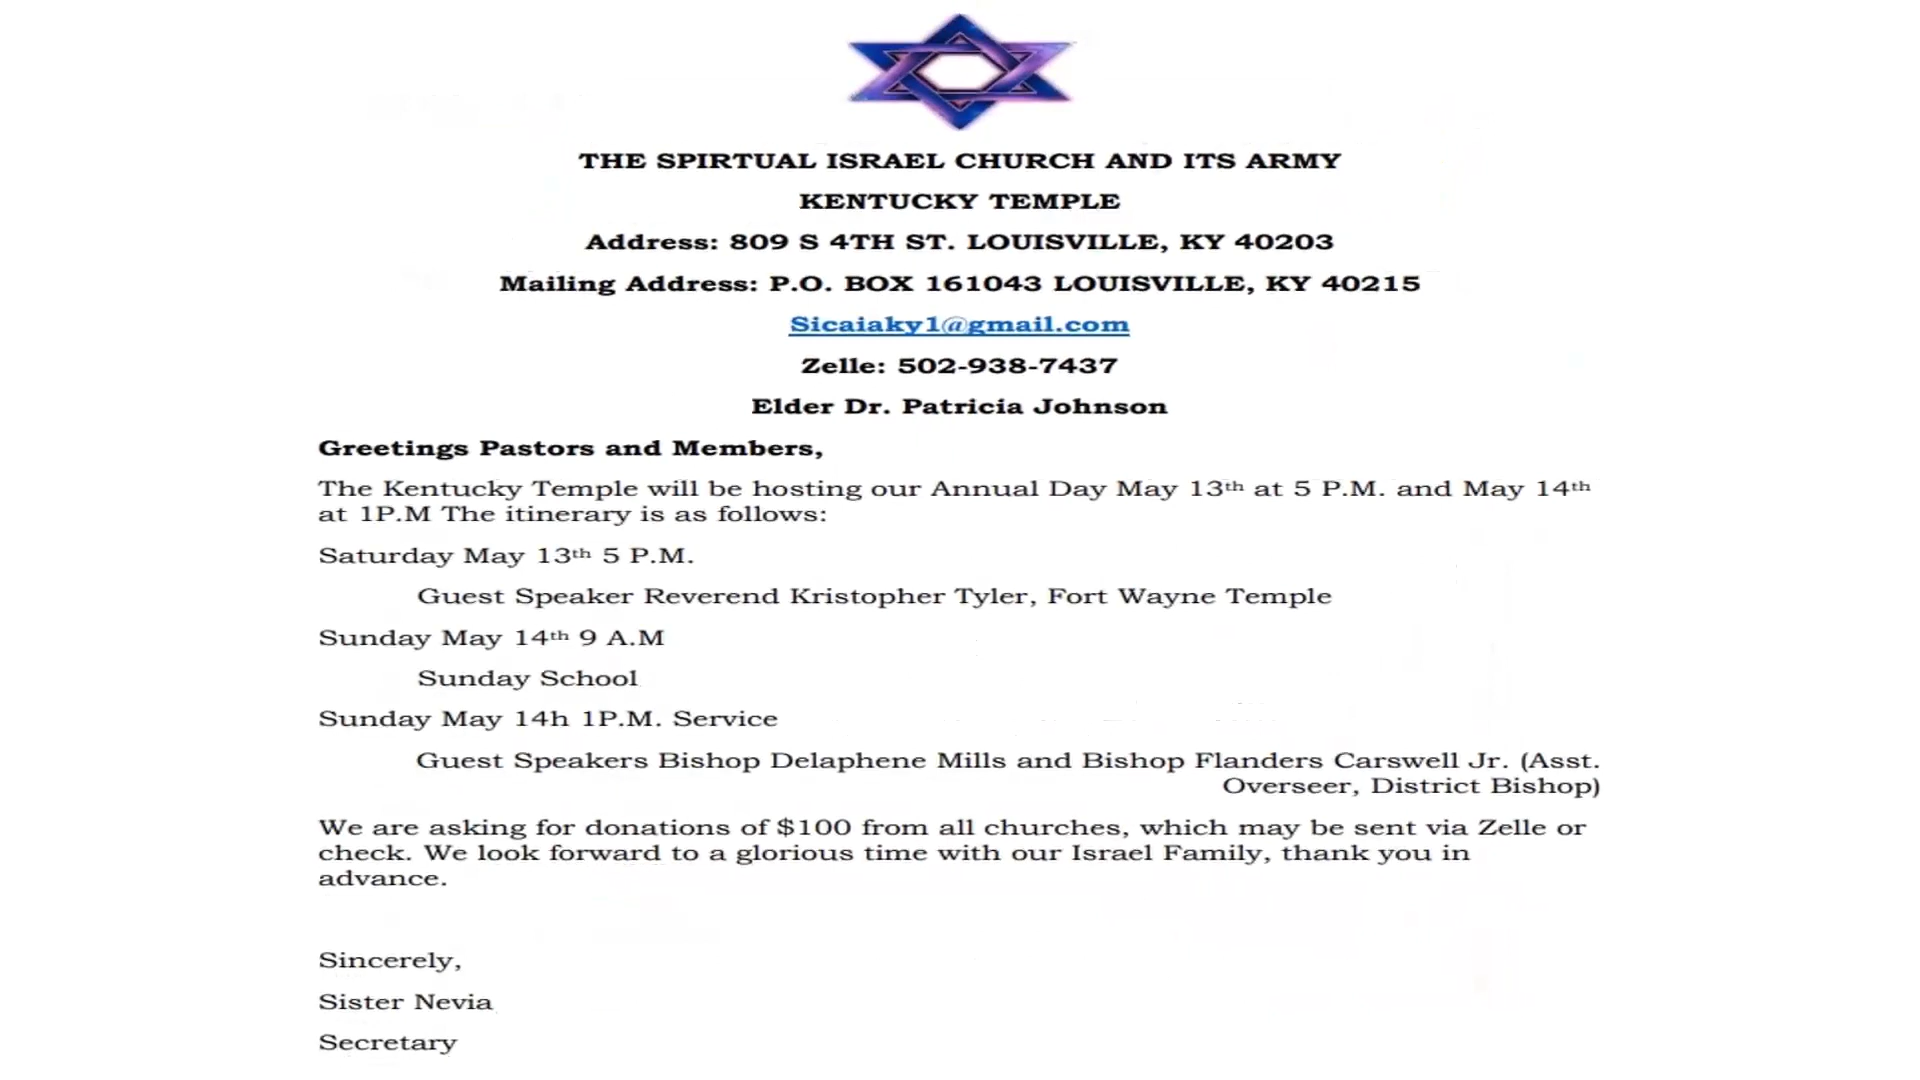 THE SPIRTUAL ISRAEL CHURCH AND ITS ARMY
KENTUCKY TEMPLE
Address: 809 S 4TH ST. LOUISVILLE, KY 40203
Mailing Address: P.O. BOX 161043 LOUISVILLE, KY 40215
Sicaiaky1@gmail.com
Zelle: 502-938-7437
Elder Dr. Patricia Johnson
Greetings Pastors and Members,
The Kentucky Temple will be hosting our Annual Day May 13th at 5 P.M. and May 14th
at 1P.M The itinerary is as follows:
Saturday May 13th 5 P.M.
Guest Speaker Reverend Kristopher Tyler, Fort Wayne Temple
Sunday May 14th 9 A.M
Sunday School
Sunday May 14h 1P.M. Service
Guest Speakers Bishop Delaphene Mills and Bishop Flanders Carswell Jr. (Asst.
Overseer, District Bishop)
We are asking for donations of $100 from all churches, which may be sent via Zelle or
check. We look forward to a glorious time with our Israel Family, thank you in
advance.
Sincerely,
Sister Nevia
Secretary